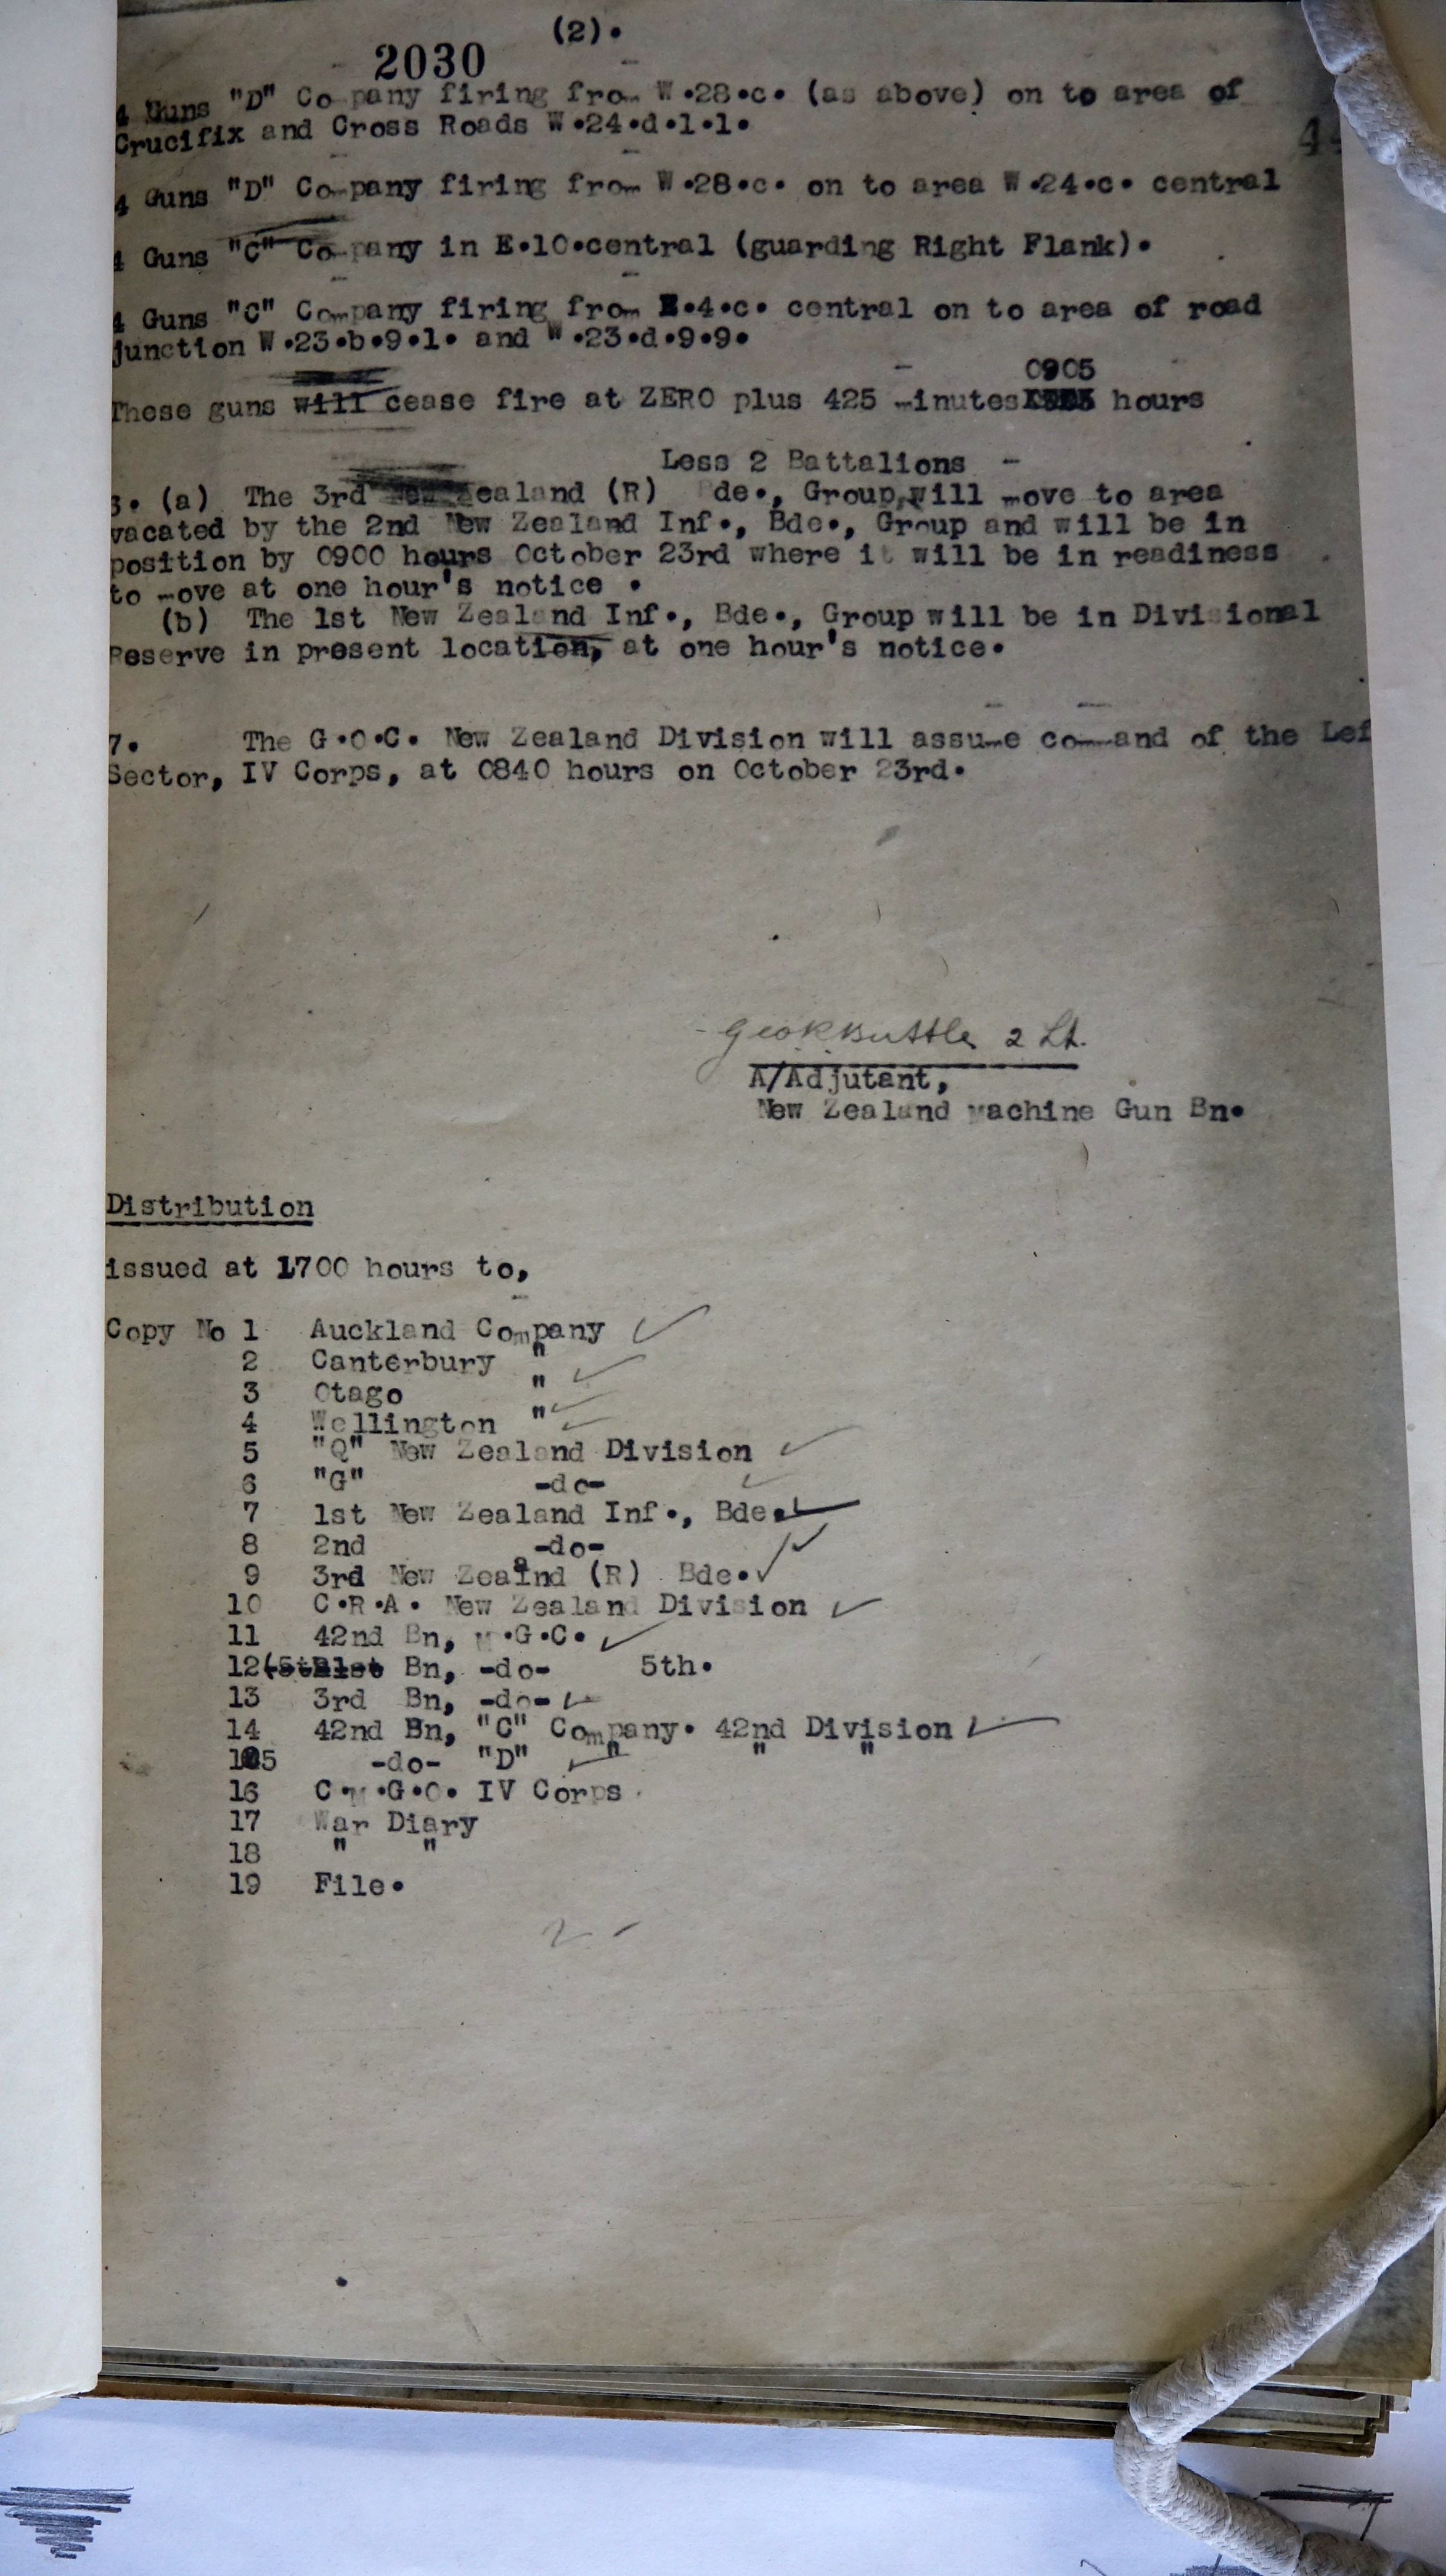 (2).
2030
4 Guns "D" Company firing from W.28.c. (as above) on to area of
Crucifix and Cross Roads W.24.d.1.1.
4 Guns "D" Company firing from W.28.c. on to area W.24.c. central
4 Guns "C" Company in E.10.central (guarding Right Flank).
4 Guns "C" Company firing from E.4.c. central on to area of road
junction W.23.b.9.1. and W.23.d.9.9.
0905
These guns will cease fire at ZERO plus 425 minutes hours
Less 2 Battalions
(a) The 3rd New Zealand (R) Bde., Group, will move to area
vacated by the 2nd New Zealand Inf., Bde., Group and will be in
position by 0900 hours October 23rd where it will be in readiness
to move at one hour's notice .
(b) The 1st New Zealand Inf., Bde., Group will be in Divisional
Reserve in present location, at one hour's notice.
7. The G.O.C. New Zealand Division will assume command of the Lef
Sector, IV Corps, at 0840 hours on October 23rd.
Geo R Buttle 2 Lt.
A/Adjutant,
New Zealand Machine Gun Bn.
Distribution
issued at 1700 hours to,
Copy No 1 Auckland Company
2 Canterbury "
3 Otago "
4 Wellington "
5 "Q" New Zealand Division
6 "G" -do-
7 1st New Zealand Inf., Bde.
8 2nd -do-
9 3rd New Zealand (R) Bde.
10 C.R.A. New Zealand Division
11 42nd Bn, M.G.C.
12 Bn, -do- 5th.
13 3rd Bn, -do-
14 42nd Bn, "C" Company. 42nd Division
15 -do- "D" " " "
16 C.M.G.O. IV Corps
17 War Diary
18 " "
19 File.